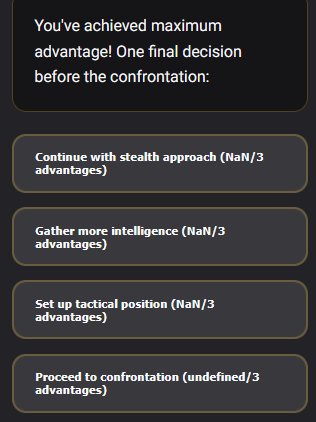 You've achieved maximum
advantage! One final decision
before the confrontation:
Continue with stealth approach (NaN/3
advantages)
Gather more intelligence (NaN/3
advantages)
Set up tactical position (NaN/3
advantages)
Proceed to confrontation (undefined/3
advantages)